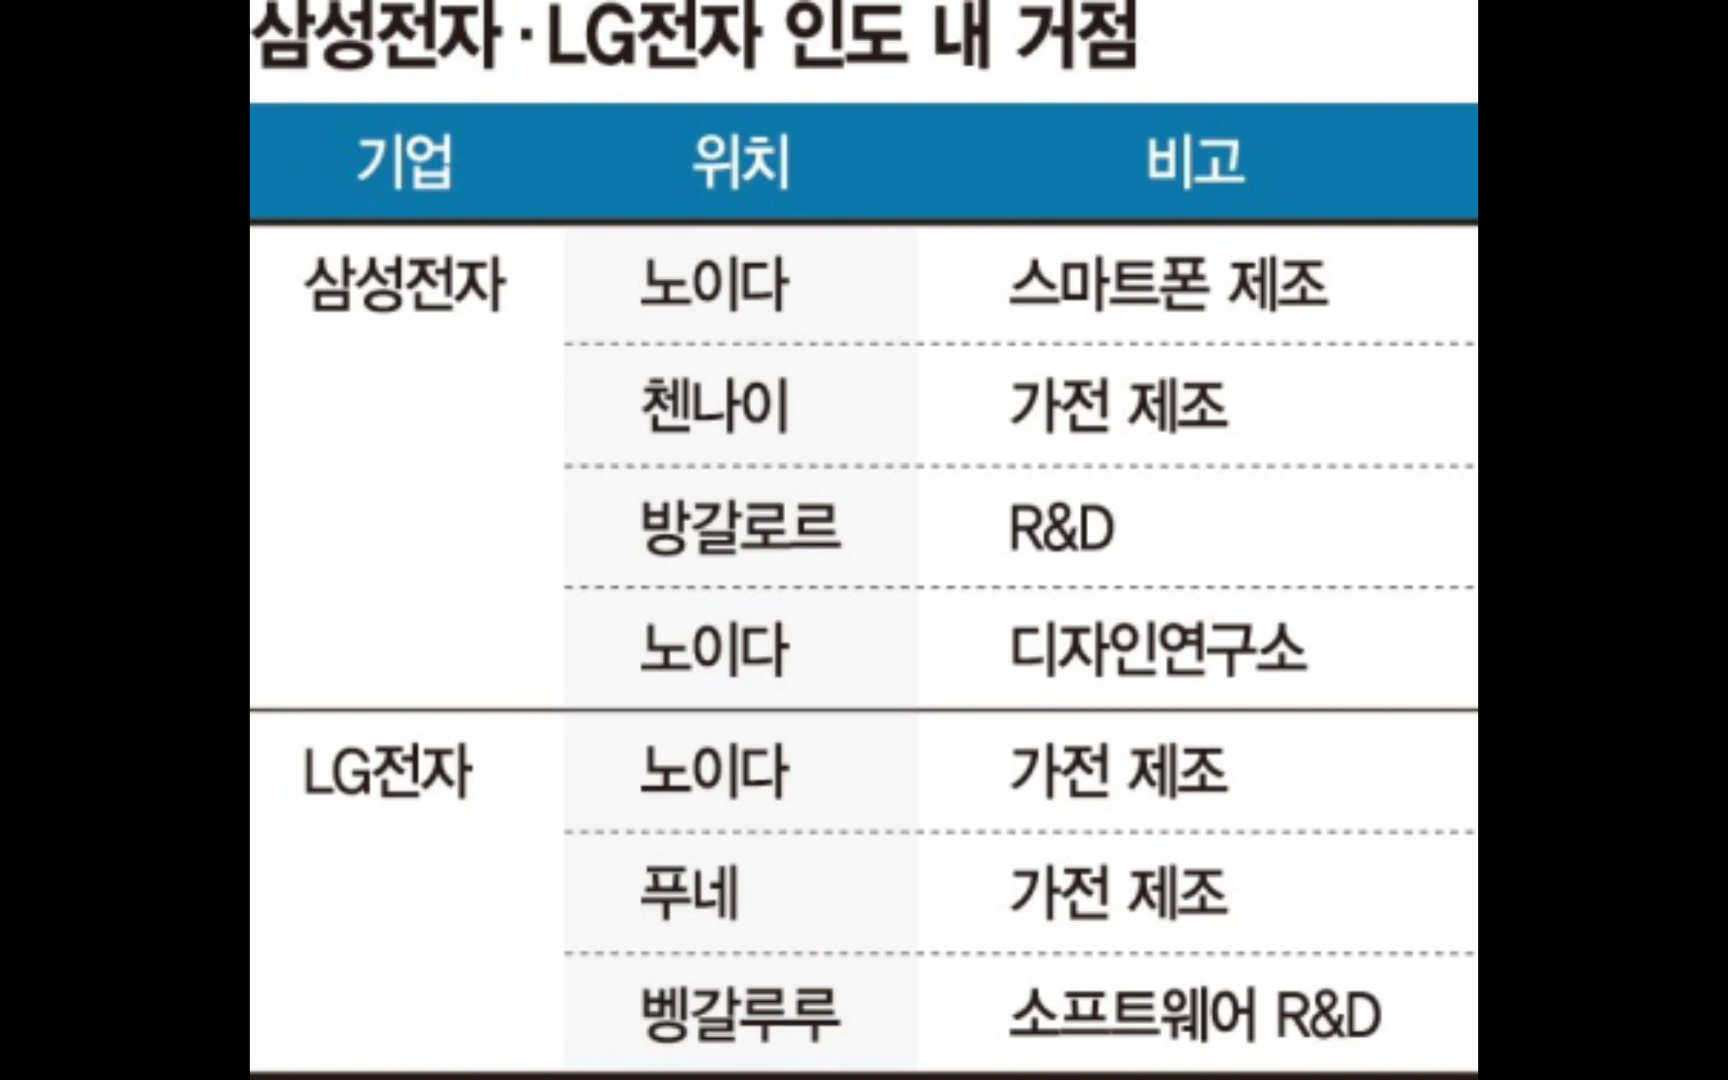 삼성전자·LG전자 인도 내 거점
기업 위치 비고
삼성전자 노이다 스마트폰 제조
첸나이 가전 제조
방갈로르 R&D
노이다 디자인연구소
LG전자 노이다 가전 제조
푸네 가전 제조
벵갈루루 소프트웨어 R&D